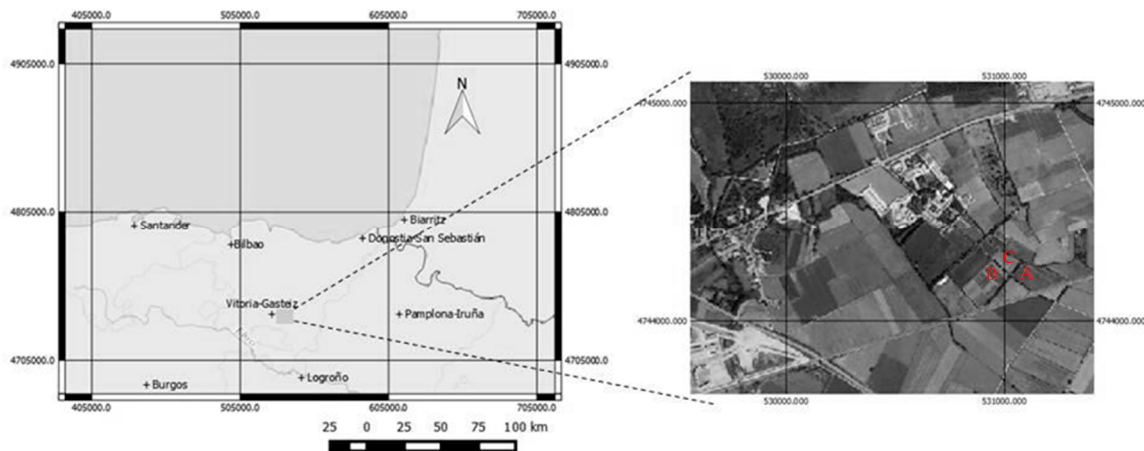 405000.0 505000.0 605000.0 705000.0
4905000.0 4905000.0
N
4805000.0 4805000.0
Santander
Biarritz
Bilbao
Donostia-San Sebastián
Vitoria-Gasteiz
Pamplona-Iruña
4705000.0 4705000.0
Logroño
Burgos
405000.0 505000.0 605000.0 705000.0
25 0 25 50 75 100 km
530000.000 531000.000
4745000.000 4745000.000
C
B A
4744000.000 4744000.000
530000.000 531000.000